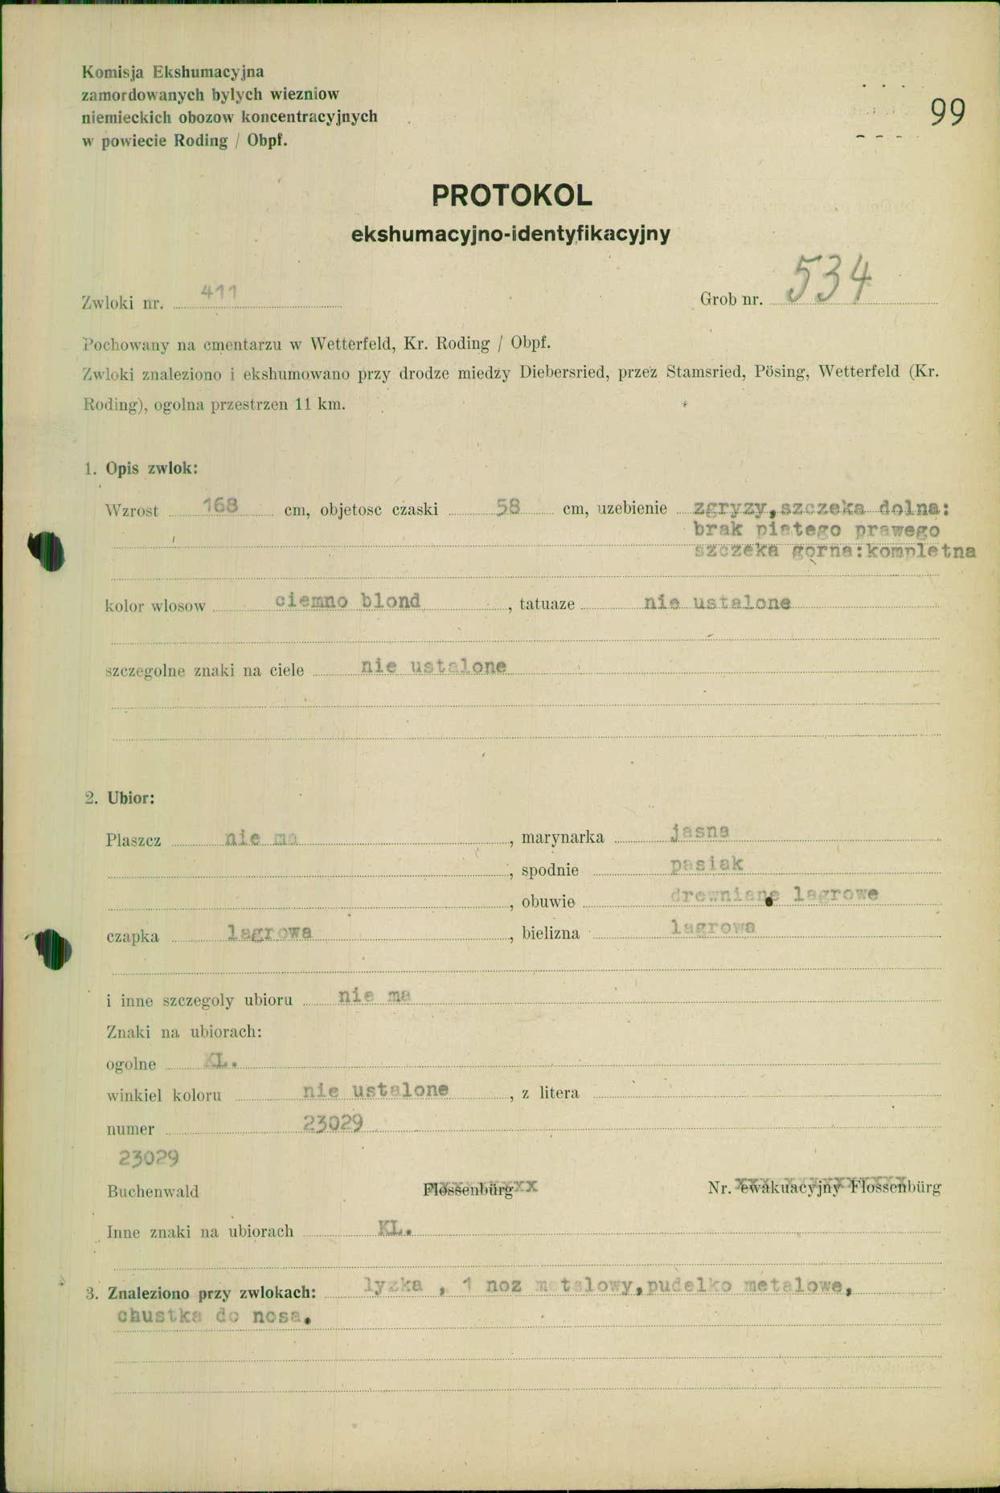 Komisja Ekshumacyjna
zamordowanych bylych wiezniow
niemieckich obozow koncentracyjnych
w powiecie Roding / Obpf.
99
PROTOKOL
ekshumacyjno-identyfikacyjny
Zwloki nr. 411 Grob nr. 534
Pochowany na cmentarzu w Wetterfeld, Kr. Roding / Obpf.
Zwloki znaleziono i ekshumowano przy drodze miedzy Diebersried, przez Stamsried, Pösing, Wetterfeld (Kr.
Roding), ogolna przestrzen 11 km.
1. Opis zwlok:
Wzrost 168 cm, objetosc czaski 58 cm, uzebienie zgryzy, szczeka dolna:
brak piatego prawego
szczeka gorna: kompletna
kolor wlosow ciemno blond, tatuaze nie ustalone
szczegolne znaki na ciele nie ustalone
2. Ubior:
Plaszcz nie ma, marynarka jasna
, spodnie pasiak
, obuwie drewniane lagrowe
czapka lagrowa, bielizna lagrowa
i inne szczegoly ubioru nie ma
Znaki na ubiorach:
ogolne KL.
winkiel koloru nie ustalone, z litera
numer 23029
23029
Buchenwald Flossenbürg Nr. ewakuacyjny Flossenbürg
Inne znaki na ubiorach KL.
3. Znaleziono przy zwlokach: lyzka, 1 noz metalowy, pudelko metalowe,
chustka do nosa.